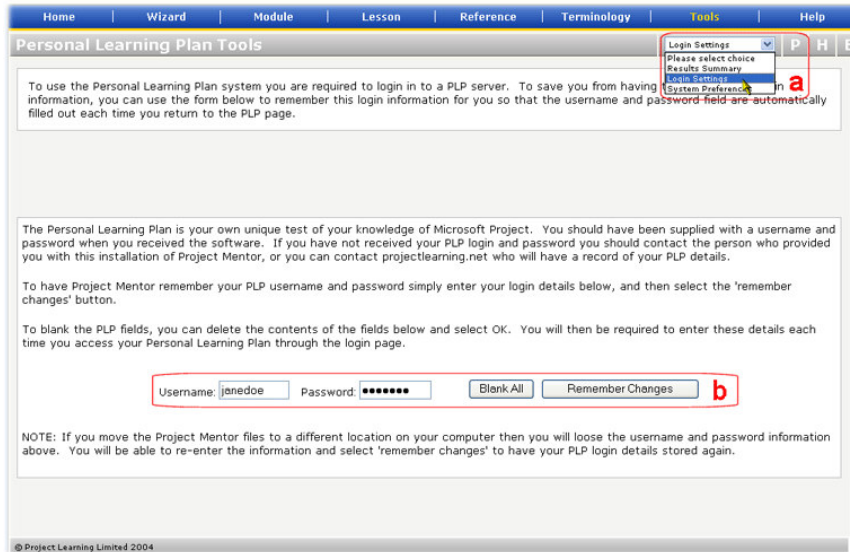 Home | Wizard | Module | Lesson | Reference | Terminology | Tools | Help
Personal Learning Plan Tools
Login Settings
P H
Please select choice
Results Summary
Login Settings
System Preferences
a
To use the Personal Learning Plan system you are required to login in to a PLP server. To save you from having
information, you can use the form below to remember this login information for you so that the username and password field are automatically
filled out each time you return to the PLP page.
The Personal Learning Plan is your own unique test of your knowledge of Microsoft Project. You should have been supplied with a username and
password when you received the software. If you have not received your PLP login and password you should contact the person who provided
you with this installation of Project Mentor, or you can contact projectlearning.net who will have a record of your PLP details.
To have Project Mentor remember your PLP username and password simply enter your login details below, and then select the 'remember
changes' button.
To blank the PLP fields, you can delete the contents of the fields below and select OK. You will then be required to enter these details each
time you access your Personal Learning Plan through the login page.
Username: janedoe Password: ●●●●●●● Blank All Remember Changes b
NOTE: If you move the Project Mentor files to a different location on your computer then you will loose the username and password information
above. You will be able to re-enter the information and select 'remember changes' to have your PLP login details stored again.
© Project Learning Limited 2004